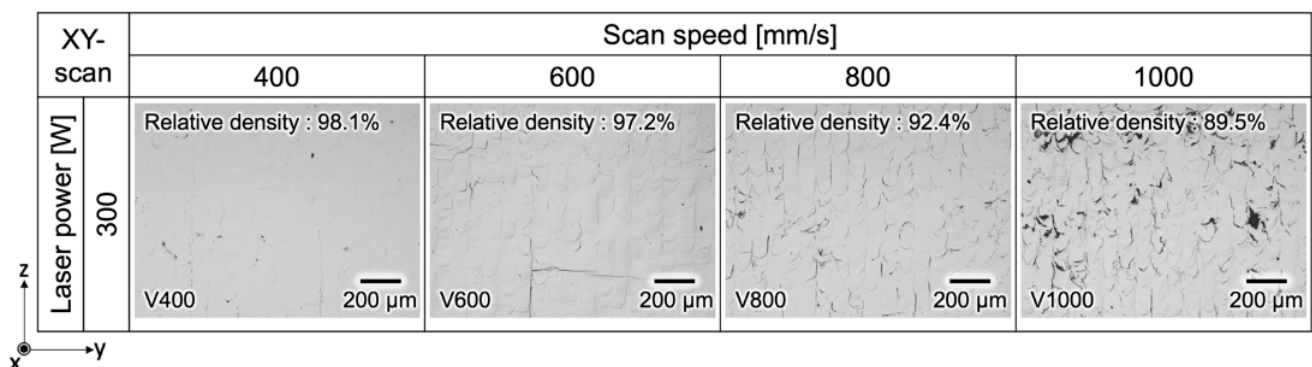 XY-
scan
Scan speed [mm/s]
400
600
800
1000
Laser power [W]
300
Relative density : 98.1%
V400
200 μm
Relative density : 97.2%
V600
200 μm
Relative density : 92.4%
V800
200 μm
Relative density : 89.5%
V1000
200 μm
z
x
y